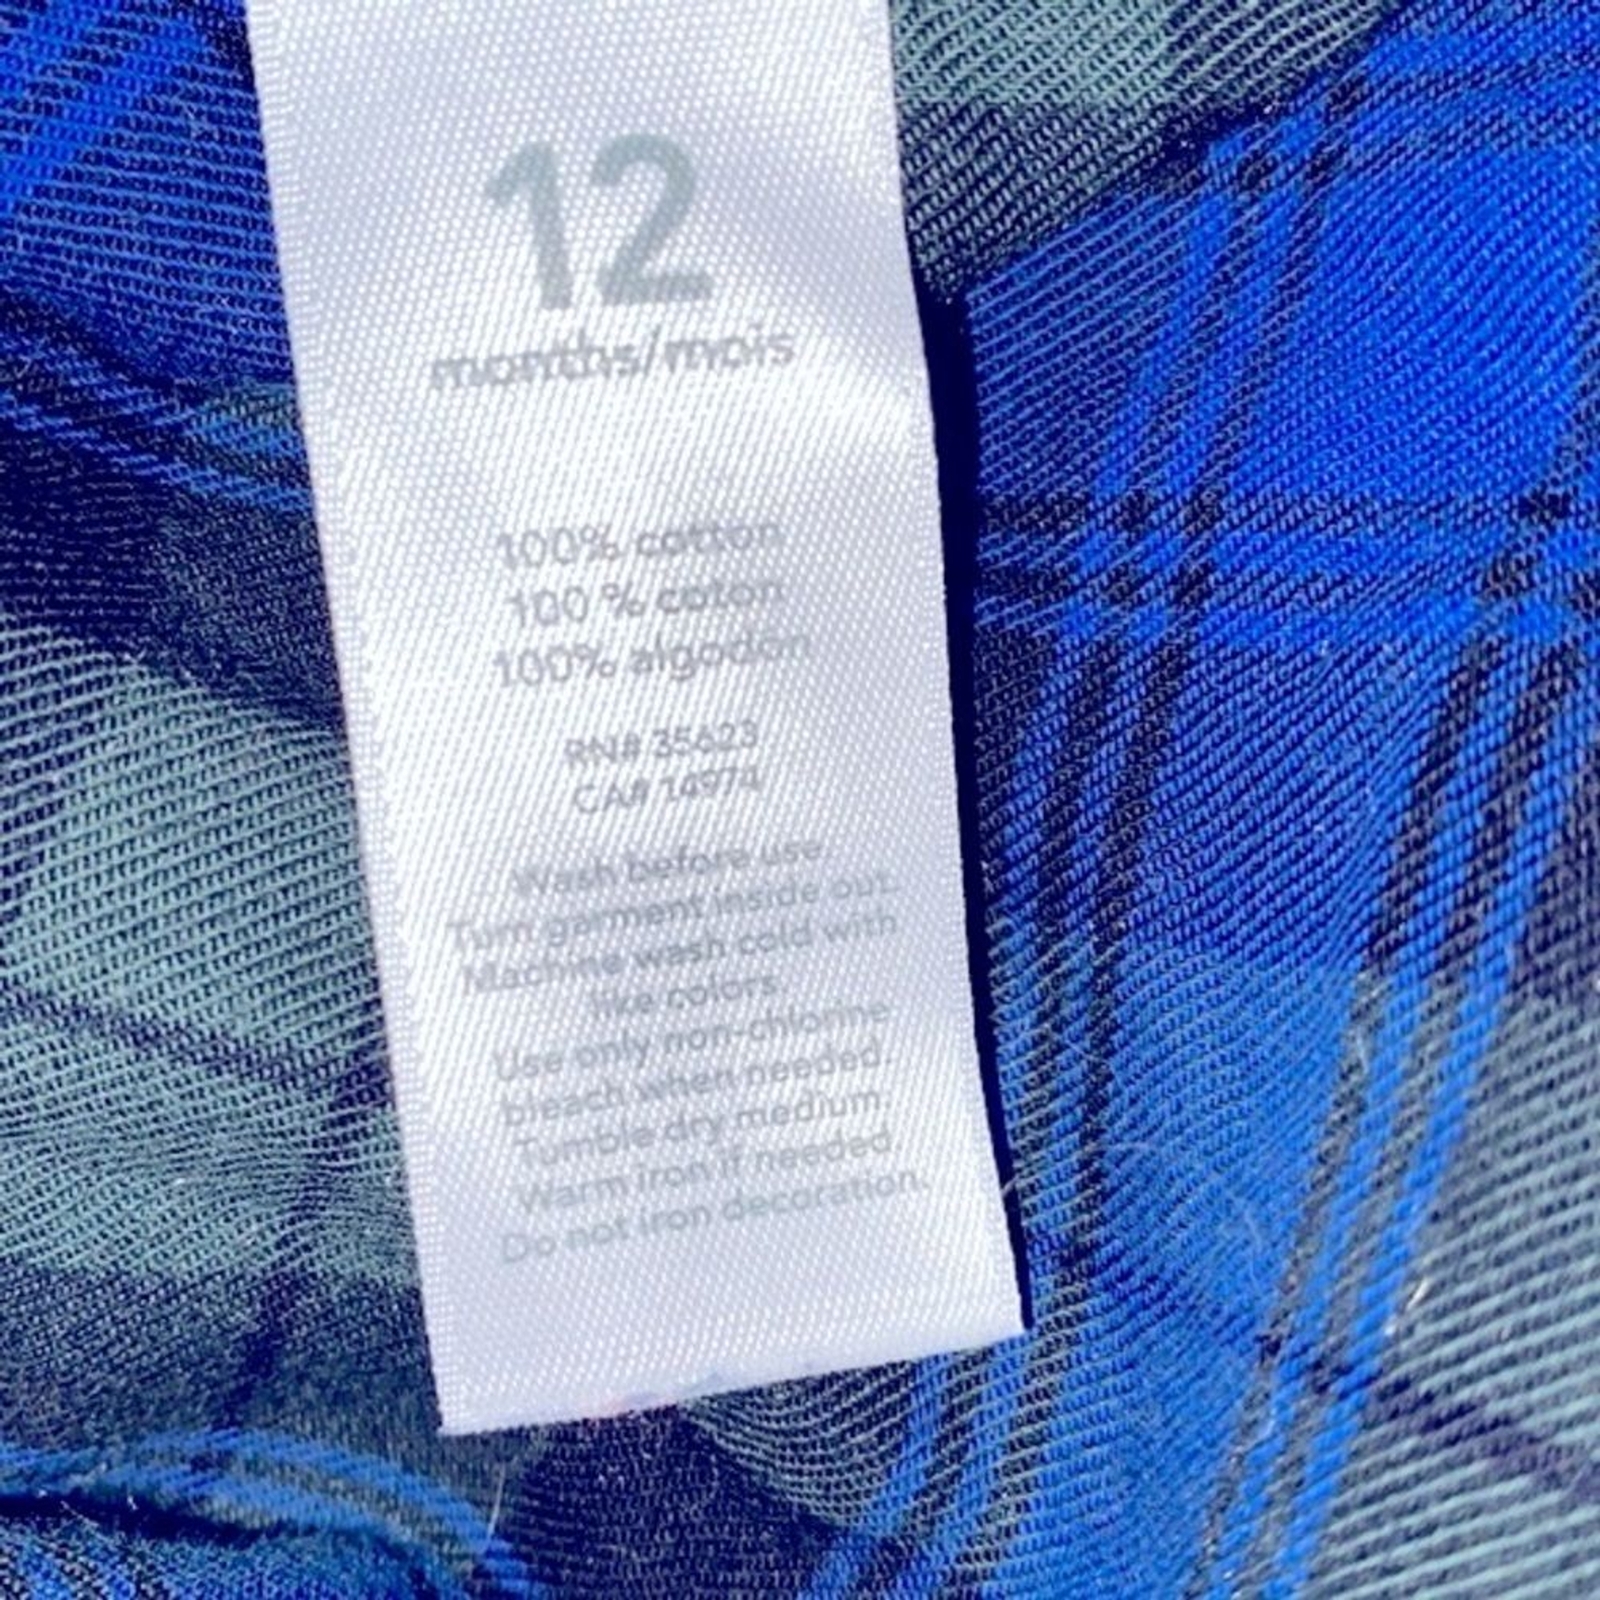 12
months/mois
100% cotton
100 % coton
100% algodón
RN# 35623
CA# 14974
Wash before use.
Turn garment inside out.
Machine wash cold with
like colors.
Use only non-chlorine
bleach when needed.
Tumble dry medium.
Warm iron if needed.
Do not iron decoration.